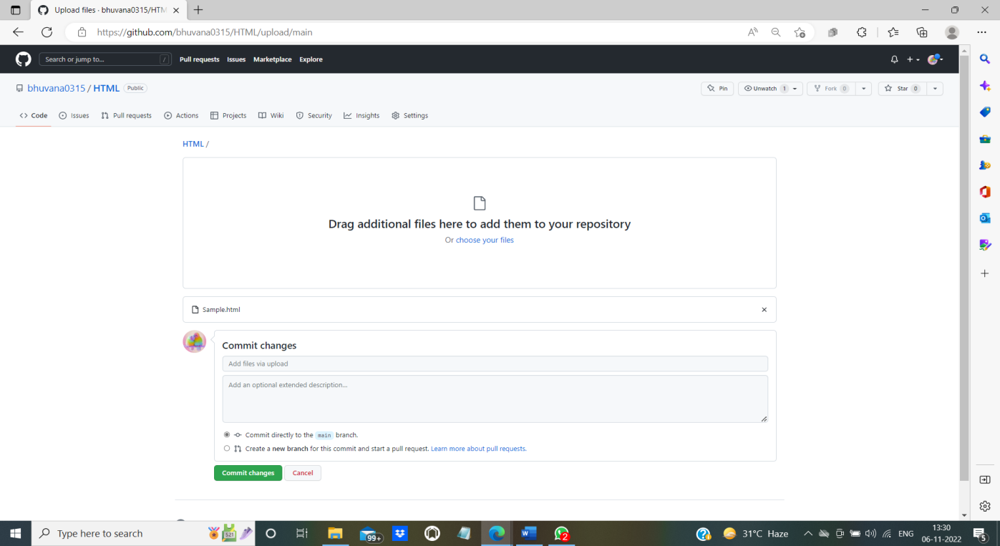 Upload files · bhuvana0315/HTM
https://github.com/bhuvana0315/HTML/upload/main
Search or jump to... /
Pull requests Issues Marketplace Explore
bhuvana0315 / HTML Public
Pin Unwatch 1 Fork 0 Star 0
<> Code Issues Pull requests Actions Projects Wiki Security Insights Settings
HTML /
Drag additional files here to add them to your repository
Or choose your files
Sample.html
Commit changes
Add files via upload
Add an optional extended description...
Commit directly to the main branch.
Create a new branch for this commit and start a pull request. Learn more about pull requests.
Commit changes Cancel
Type here to search
99+
2
31°C Haze
ENG
13:30
06-11-2022
5